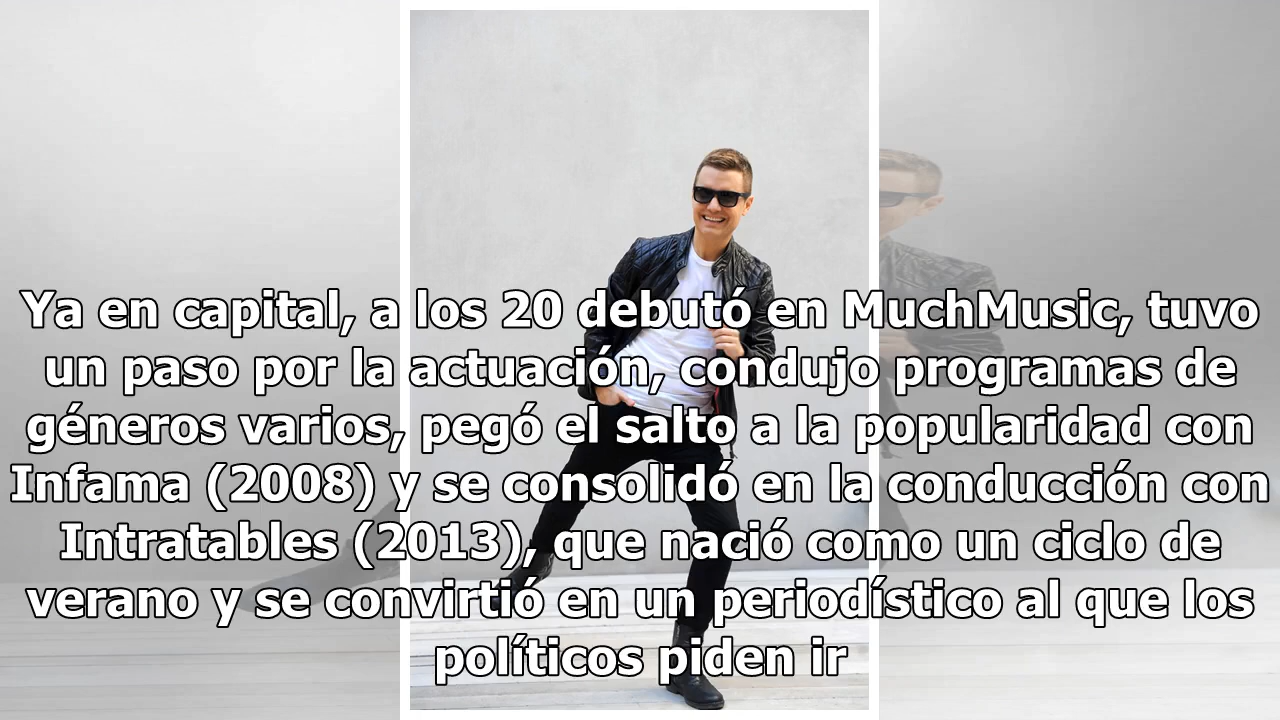 Ya en capital, a los 20 debutó en MuchMusic, tuvo
un paso por la actuación, condujo programas de
géneros varios, pegó el salto a la popularidad con
Infama (2008) y se consolidó en la conducción con
Intratables (2013), que nació como un ciclo de
verano y se convirtió en un periodístico al que los
políticos piden ir